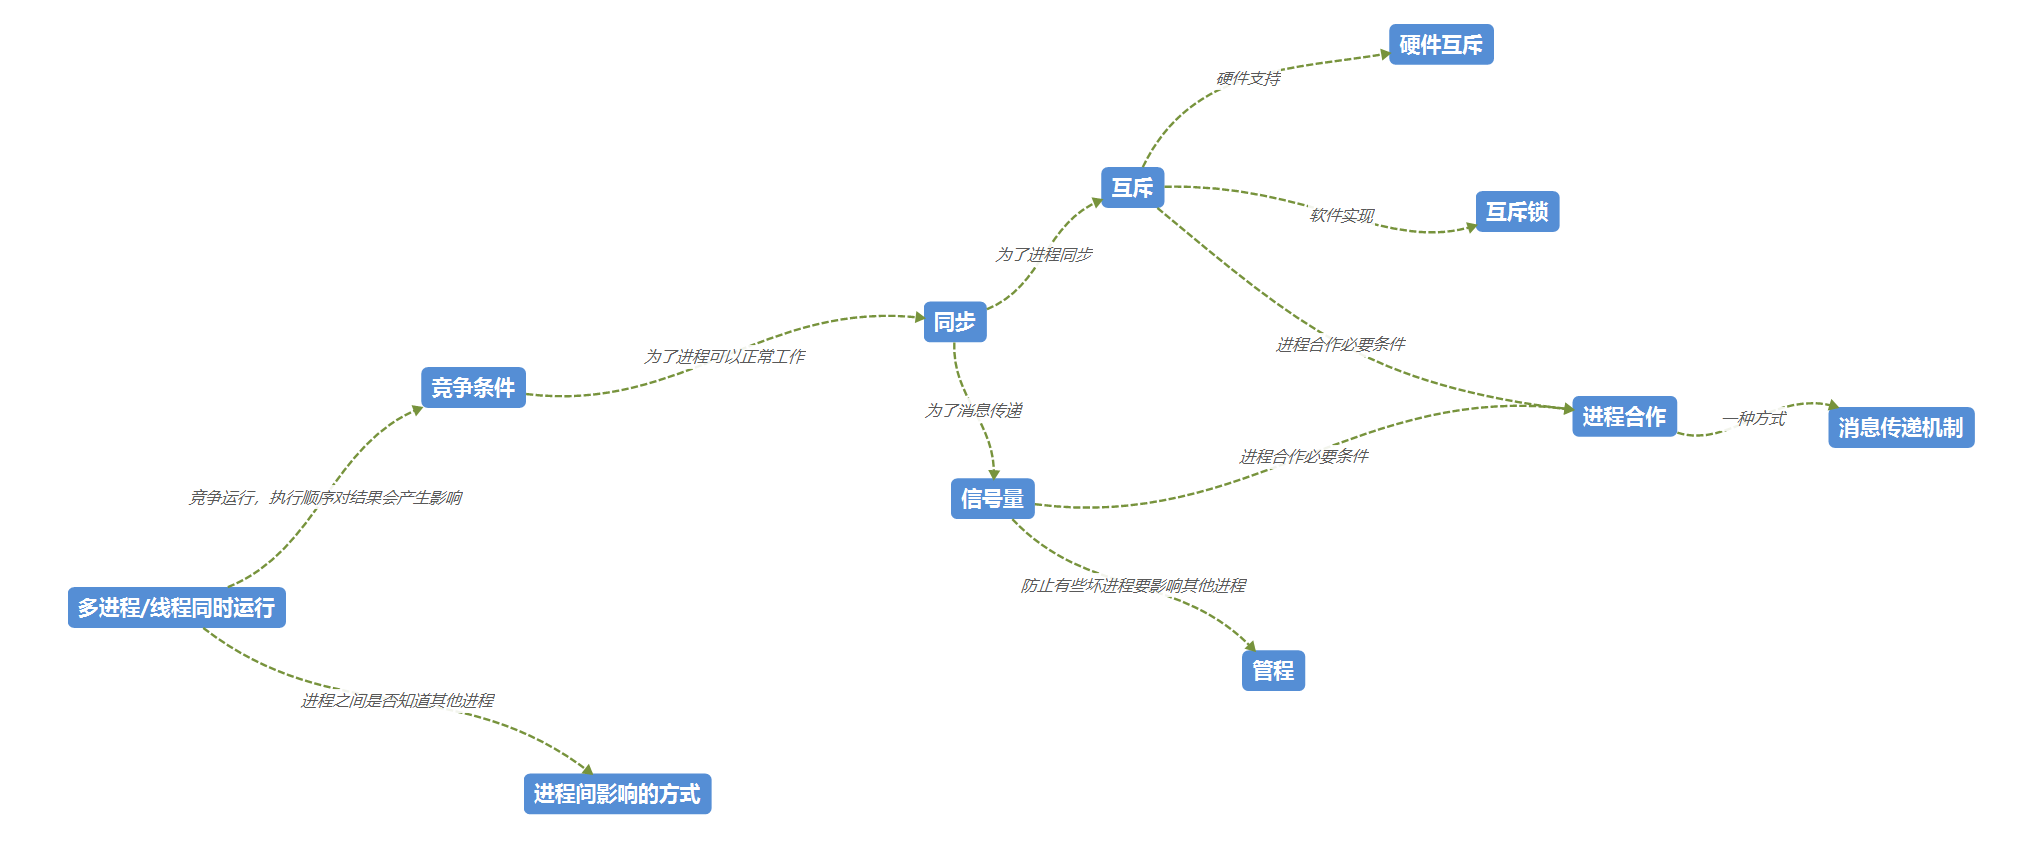 硬件互斥
硬件支持
互斥
互斥锁
软件实现
为了进程同步
同步
进程合作必要条件
为了进程可以正常工作
竞争条件
为了消息传递
进程合作
一种方式
消息传递机制
进程合作必要条件
竞争运行，执行顺序对结果会产生影响
信号量
防止有些坏进程要影响其他进程
多进程/线程同时运行
管程
进程之间是否知道其他进程
进程间影响的方式